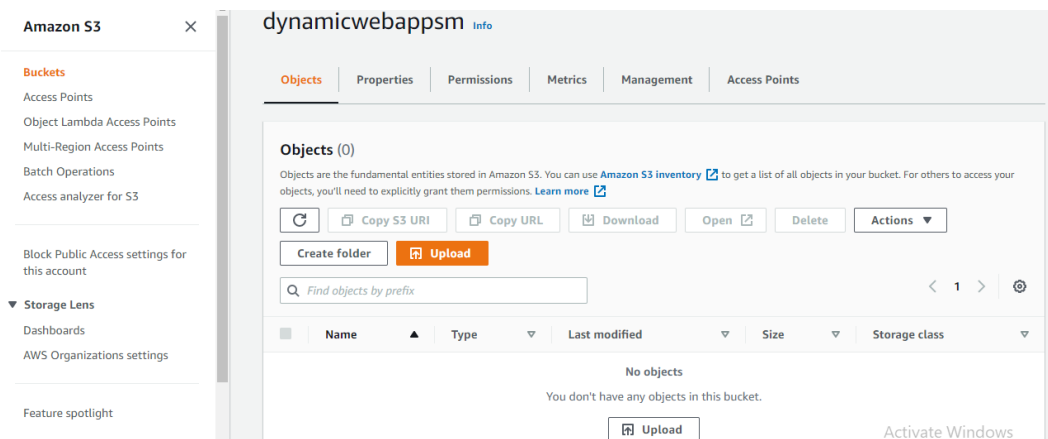 Amazon S3
Buckets
Access Points
Object Lambda Access Points
Multi-Region Access Points
Batch Operations
Access analyzer for S3
Block Public Access settings for
this account
Storage Lens
Dashboards
AWS Organizations settings
Feature spotlight
dynamicwebappsm Info
Objects Properties Permissions Metrics Management Access Points
Objects (0)
Objects are the fundamental entities stored in Amazon S3. You can use Amazon S3 inventory to get a list of all objects in your bucket. For others to access your
objects, you'll need to explicitly grant them permissions. Learn more
Copy S3 URI Copy URL Download Open Delete Actions
Create folder Upload
Find objects by prefix 1
Name Type Last modified Size Storage class
No objects
You don't have any objects in this bucket.
Upload
Activate Windows